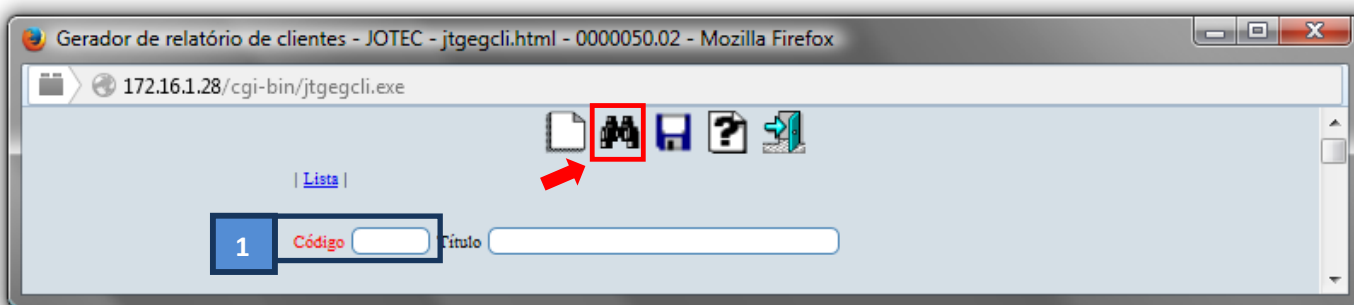 Gerador de relatório de clientes - JOTEC - jtgegcli.html - 0000050.02 - Mozilla Firefox
172.16.1.28/cgi-bin/jtgegcli.exe
| Lista |
1 Código Título